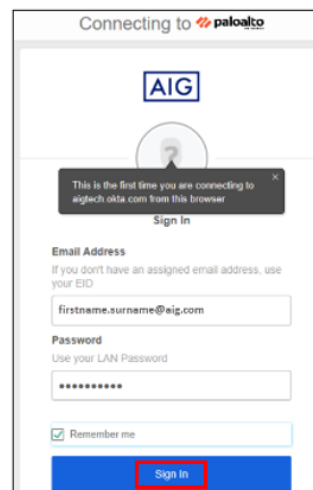 Connecting to paloalto
AIG
?
This is the first time you are connecting to
aigtech.okta.com from this browser
×
Sign In
Email Address
If you don't have an assigned email address, use
your EID
firstname.surname@aig.com
Password
Use your LAN Password
••••••••••
Remember me
Sign In